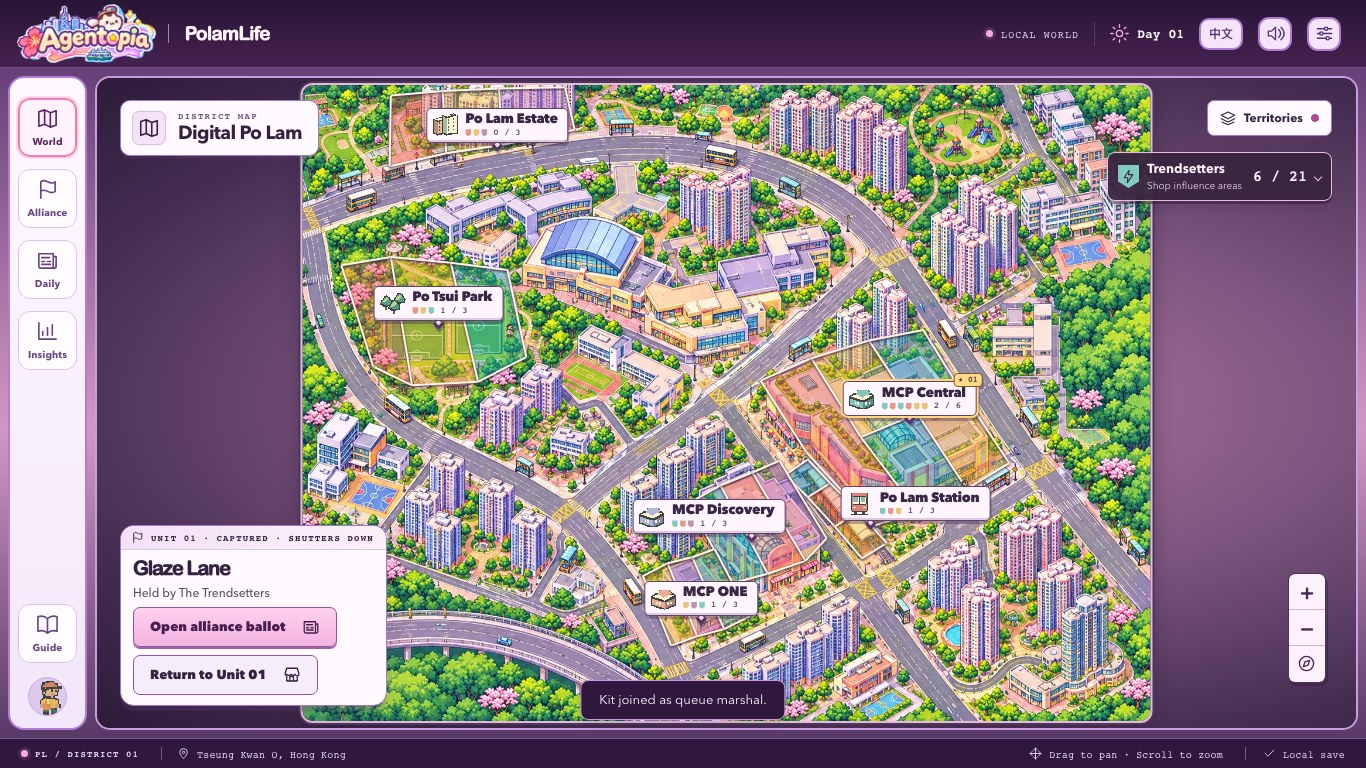 Agentopia
PolamLife
LOCAL WORLD
Day 01
中文
World
Alliance
Daily
Insights
Guide
DISTRICT MAP
Digital Po Lam
Territories
Trendsetters
Shop influence areas
6 / 21
Po Lam Estate
0 / 3
Po Tsui Park
1 / 3
★ 01
MCP Central
2 / 6
MCP Discovery
1 / 3
Po Lam Station
1 / 3
MCP ONE
1 / 3
UNIT 01 · CAPTURED · SHUTTERS DOWN
Glaze Lane
Held by The Trendsetters
Open alliance ballot
Return to Unit 01
Kit joined as queue marshal.
+
−
PL / DISTRICT 01
Tseung Kwan O, Hong Kong
Drag to pan · Scroll to zoom
Local save